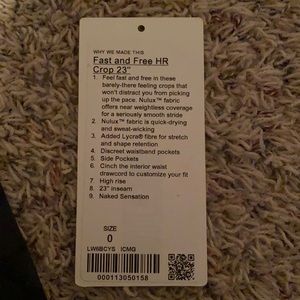 WHY WE MADE THIS
Fast and Free HR
Crop 23"
1. Feel fast and free in these
barely-there feeling crops that
won't distract you from picking
up the pace. Nulux™ fabric
offers near weightless coverage
for a seriously smooth stride
2. Nulux™ fabric is quick-drying
and sweat-wicking
3. Added Lycra® fibre for stretch
and shape retention
4. Discreet waistband pockets
5. Side Pockets
6. Cinch the interior waist
drawcord to customize your fit
7. High rise
8. 23" inseam
9. Naked Sensation
SIZE
0
LW6BCYS ICMG
000113050158